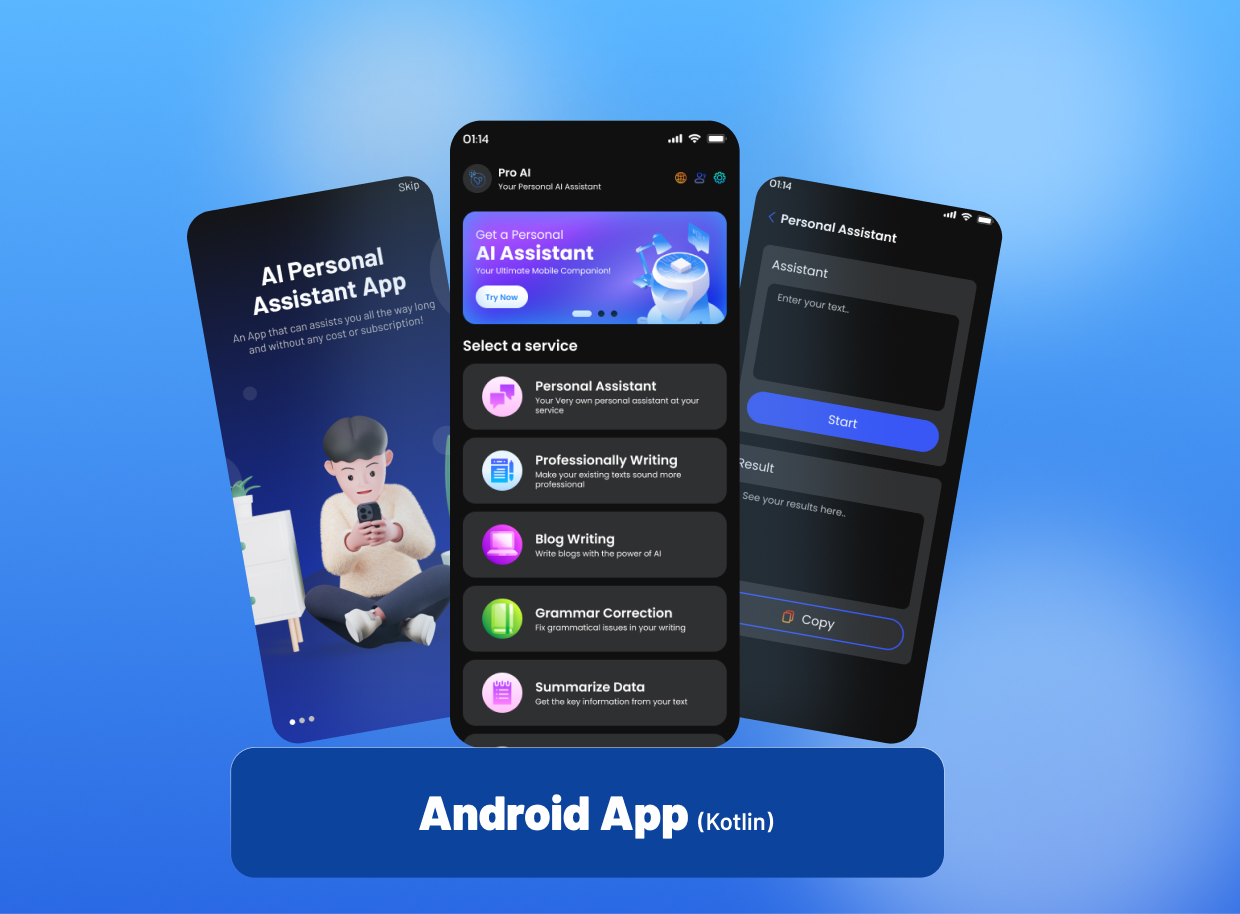 Skip
AI Personal
Assistant App
An App that can assists you all the way long
and without any cost or subscription!
01:14
Pro AI
Your Personal AI Assistant
Get a Personal
AI Assistant
Your Ultimate Mobile Companion!
Try Now
Select a service
Personal Assistant
Your Very own personal assistant at your
service
Professionally Writing
Make your existing texts sound more
professional
Blog Writing
Write blogs with the power of AI
Grammar Correction
Fix grammatical issues in your writing
Summarize Data
Get the key information from your text
01:14
Personal Assistant
Assistant
Enter your text..
Start
Result
See your results here..
Copy
Android App (Kotlin)